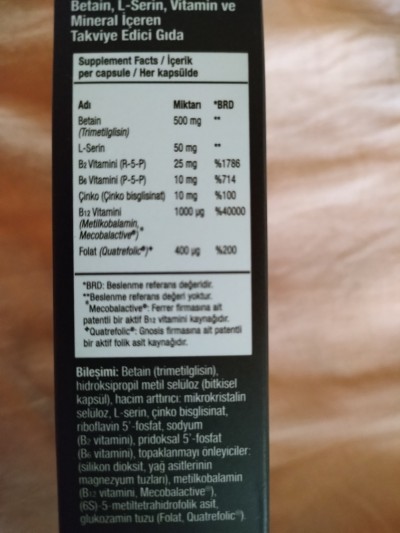 Betain, L-Serin, Vitamin ve
Mineral İçeren
Takviye Edici Gıda
Supplement Facts / İçerik
per capsule / Her kapsülde
Adı Miktarı *BRD
Betain 500 mg **
(Trimetilglisin)
L-Serin 50 mg **
B2 Vitamini (R-5-P) 25 mg %1786
B6 Vitamini (P-5-P) 10 mg %714
Çinko (Çinko bisglisinat) 10 mg %100
B12 Vitamini 1000 µg %40000
(Metilkobalamin,
Mecobalactive®)*
Folat (Quatrefolic®)* 400 µg %200
*BRD: Beslenme referans değeridir.
**Beslenme referans değeri yoktur.
*Mecobalactive®: Ferrer firmasına ait
patentli bir aktif B12 vitamini kaynağıdır.
*Quatrefolic®: Gnosis firmasına ait patentli
bir aktif folik asit kaynağıdır.
Bileşimi: Betain (trimetilglisin),
hidroksipropil metil selüloz (bitkisel
kapsül), hacim arttırıcı: mikrokristalin
selüloz, L-serin, çinko bisglisinat,
riboflavin 5'-fosfat, sodyum
(B2 vitamini), pridoksal 5'-fosfat
(B6 vitamini), topaklanmayı önleyiciler:
(silikon dioksit, yağ asitlerinin
magnezyum tuzları), metilkobalamin
(B12 vitamini, Mecobalactive®),
(6S)-5-metiltetrahidrofolik asit,
glukozamin tuzu (Folat, Quatrefolic®).